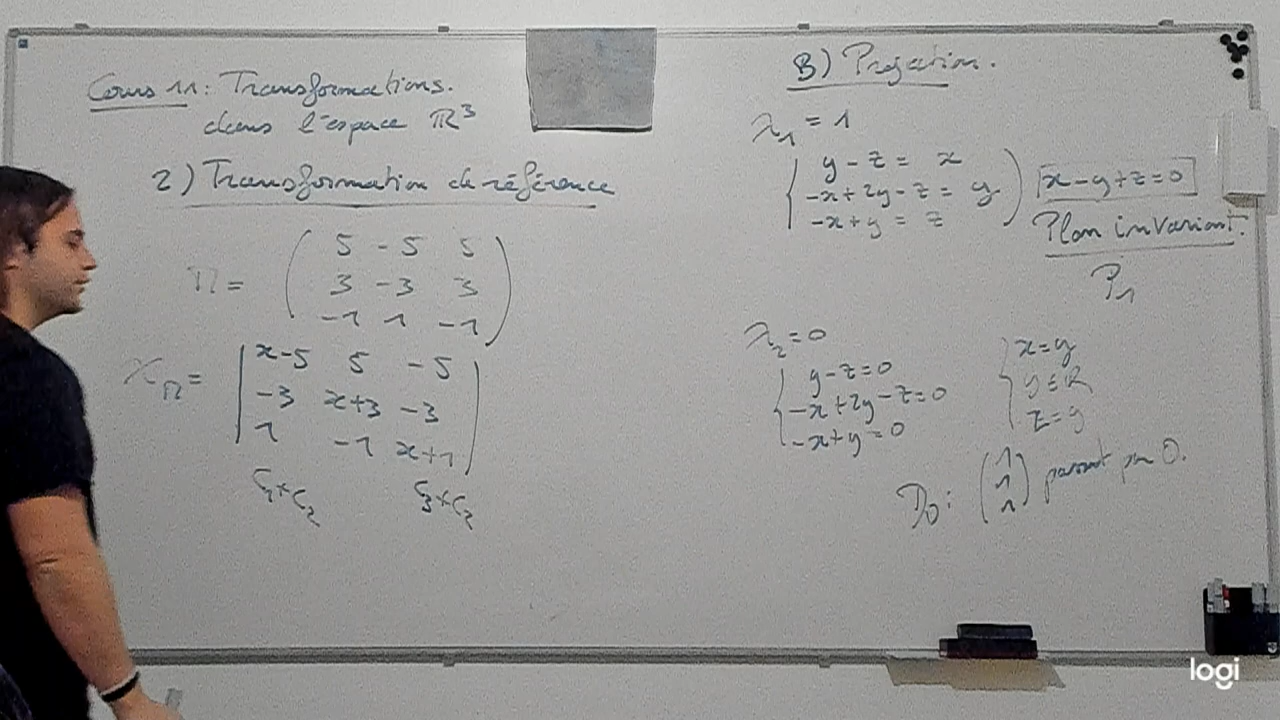 Cours 11: Transformations.
dans l'espace ℝ³
2) Transformation de référence
M = ( 5 -5 5
3 -3 3
-1 1 -1 )
χ_M = | x-5 5 -5
-3 x+3 -3
1 -1 x+1 |
C₁+C₂ C₃+C₂
B) Projection.
λ₁ = 1
{ y - z = x
-x+2y-z = y
-x+y = z ) x-y+z=0
Plan invariant.
P₁
λ₂=0
{ y-z=0
-x+2y-z=0
-x+y=0
{ x=y
y∈ℝ
z=y
D₀: ( 1
1
1 ) passant par O.
logi